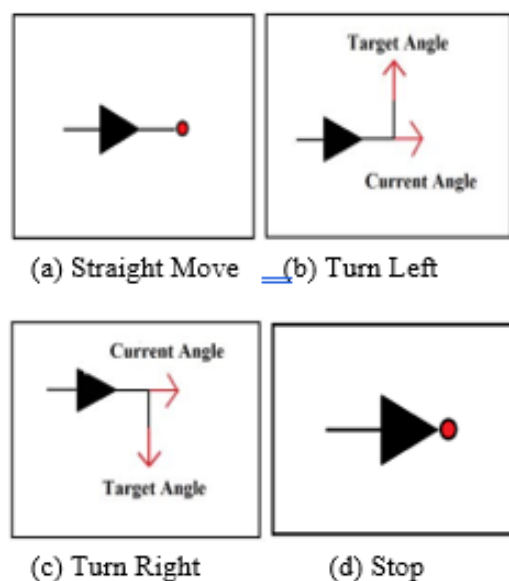 Target Angle
Current Angle
(a) Straight Move (b) Turn Left
Current Angle
Target Angle
(c) Turn Right (d) Stop